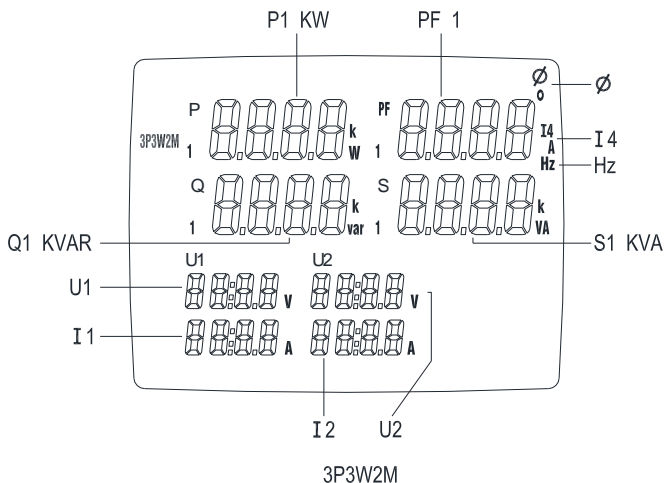 P1 KW PF 1
P PF Ø
Ø
3P3W2M k I4 I4
1 W 1 A
Hz Hz
Q S
k k
1 var 1 VA
Q1 KVAR S1 KVA
U1 U2
U1 V V
I1 A A
I2 U2
3P3W2M